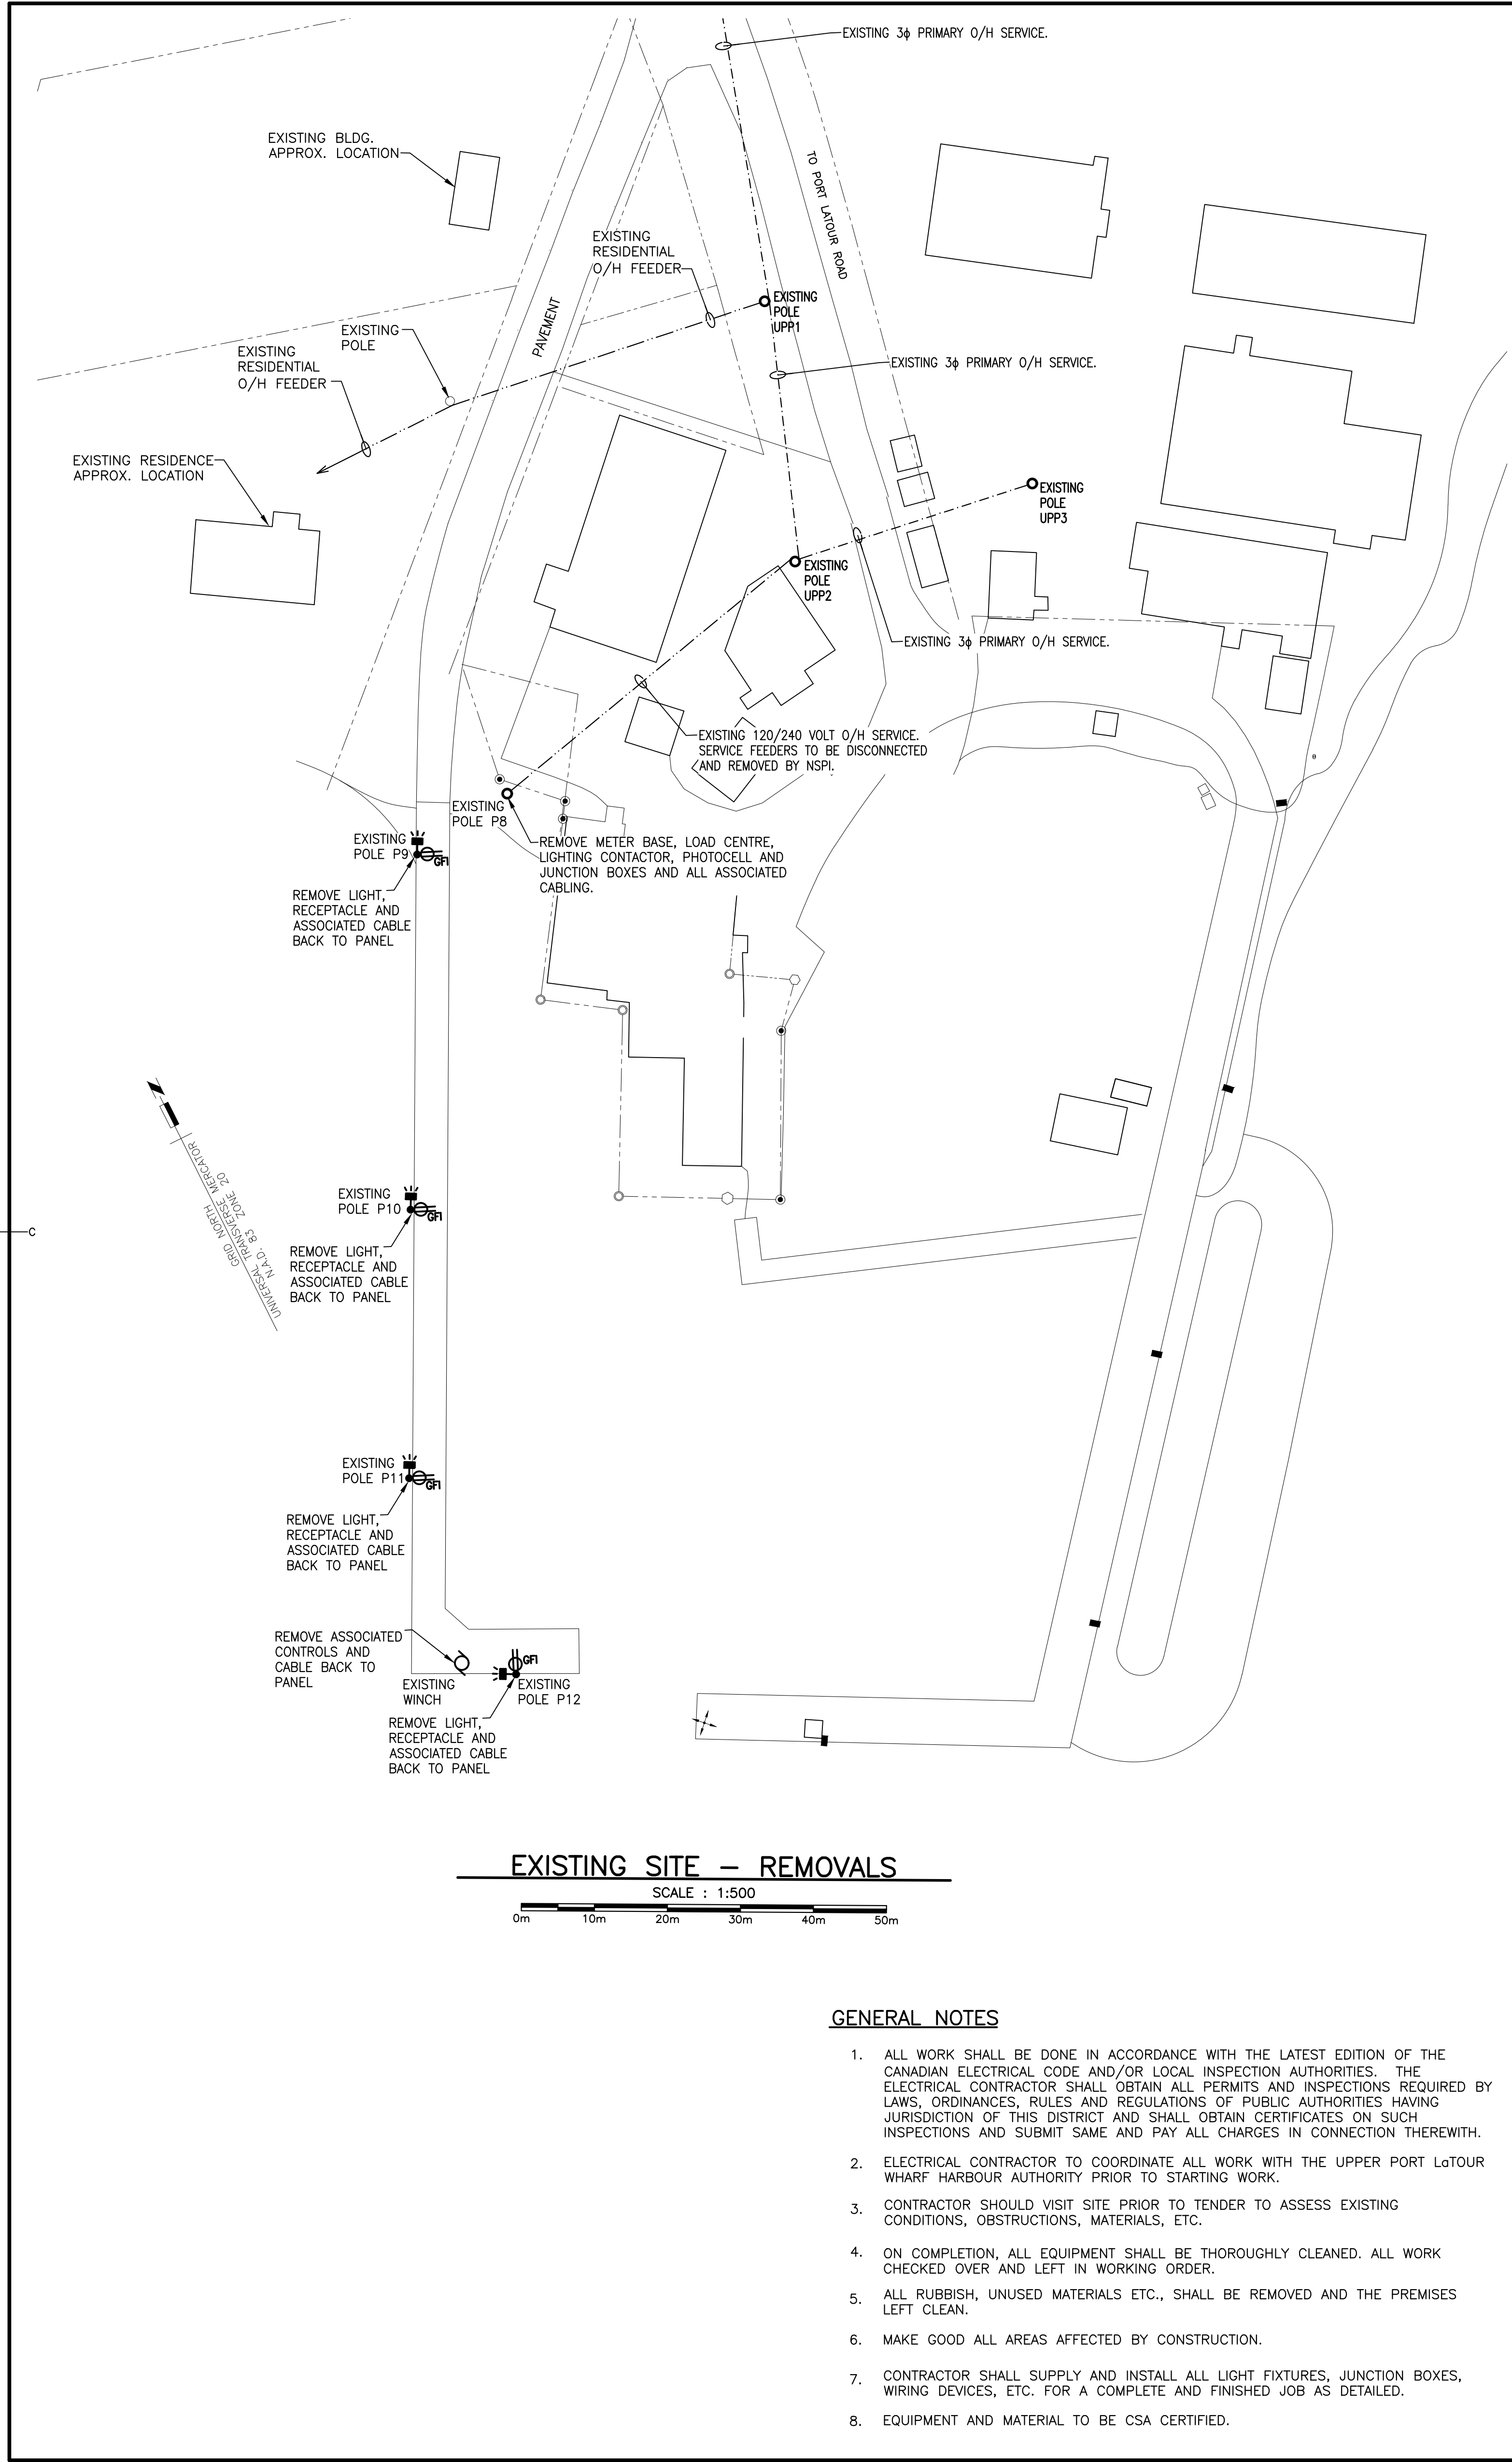 EXISTING 3ϕ PRIMARY O/H SERVICE.
EXISTING BLDG.
APPROX. LOCATION
TO PORT LATOUR ROAD
EXISTING
RESIDENTIAL
O/H FEEDER
EXISTING
POLE
UPP1
PAVEMENT
EXISTING
POLE
EXISTING
RESIDENTIAL
O/H FEEDER
EXISTING 3ϕ PRIMARY O/H SERVICE.
EXISTING RESIDENCE
APPROX. LOCATION
EXISTING
POLE
UPP3
EXISTING
POLE
UPP2
EXISTING 3ϕ PRIMARY O/H SERVICE.
EXISTING 120/240 VOLT O/H SERVICE.
SERVICE FEEDERS TO BE DISCONNECTED
AND REMOVED BY NSPI.
EXISTING
POLE P8
REMOVE METER BASE, LOAD CENTRE,
LIGHTING CONTACTOR, PHOTOCELL AND
JUNCTION BOXES AND ALL ASSOCIATED
CABLING.
EXISTING
POLE P9
GFI
REMOVE LIGHT,
RECEPTACLE AND
ASSOCIATED CABLE
BACK TO PANEL
GRID NORTH
UNIVERSAL TRANSVERSE MERCATOR
N.A.D. 83 ZONE 20
EXISTING
POLE P10
GFI
C
REMOVE LIGHT,
RECEPTACLE AND
ASSOCIATED CABLE
BACK TO PANEL
EXISTING
POLE P11
GFI
REMOVE LIGHT,
RECEPTACLE AND
ASSOCIATED CABLE
BACK TO PANEL
REMOVE ASSOCIATED
CONTROLS AND
CABLE BACK TO
PANEL
EXISTING
WINCH
GFI
EXISTING
POLE P12
REMOVE LIGHT,
RECEPTACLE AND
ASSOCIATED CABLE
BACK TO PANEL
EXISTING SITE – REMOVALS
SCALE : 1:500
0m 10m 20m 30m 40m 50m
GENERAL NOTES
1. ALL WORK SHALL BE DONE IN ACCORDANCE WITH THE LATEST EDITION OF THE
CANADIAN ELECTRICAL CODE AND/OR LOCAL INSPECTION AUTHORITIES. THE
ELECTRICAL CONTRACTOR SHALL OBTAIN ALL PERMITS AND INSPECTIONS REQUIRED BY
LAWS, ORDINANCES, RULES AND REGULATIONS OF PUBLIC AUTHORITIES HAVING
JURISDICTION OF THIS DISTRICT AND SHALL OBTAIN CERTIFICATES ON SUCH
INSPECTIONS AND SUBMIT SAME AND PAY ALL CHARGES IN CONNECTION THEREWITH.
2. ELECTRICAL CONTRACTOR TO COORDINATE ALL WORK WITH THE UPPER PORT LaTOUR
WHARF HARBOUR AUTHORITY PRIOR TO STARTING WORK.
3. CONTRACTOR SHOULD VISIT SITE PRIOR TO TENDER TO ASSESS EXISTING
CONDITIONS, OBSTRUCTIONS, MATERIALS, ETC.
4. ON COMPLETION, ALL EQUIPMENT SHALL BE THOROUGHLY CLEANED. ALL WORK
CHECKED OVER AND LEFT IN WORKING ORDER.
5. ALL RUBBISH, UNUSED MATERIALS ETC., SHALL BE REMOVED AND THE PREMISES
LEFT CLEAN.
6. MAKE GOOD ALL AREAS AFFECTED BY CONSTRUCTION.
7. CONTRACTOR SHALL SUPPLY AND INSTALL ALL LIGHT FIXTURES, JUNCTION BOXES,
WIRING DEVICES, ETC. FOR A COMPLETE AND FINISHED JOB AS DETAILED.
8. EQUIPMENT AND MATERIAL TO BE CSA CERTIFIED.